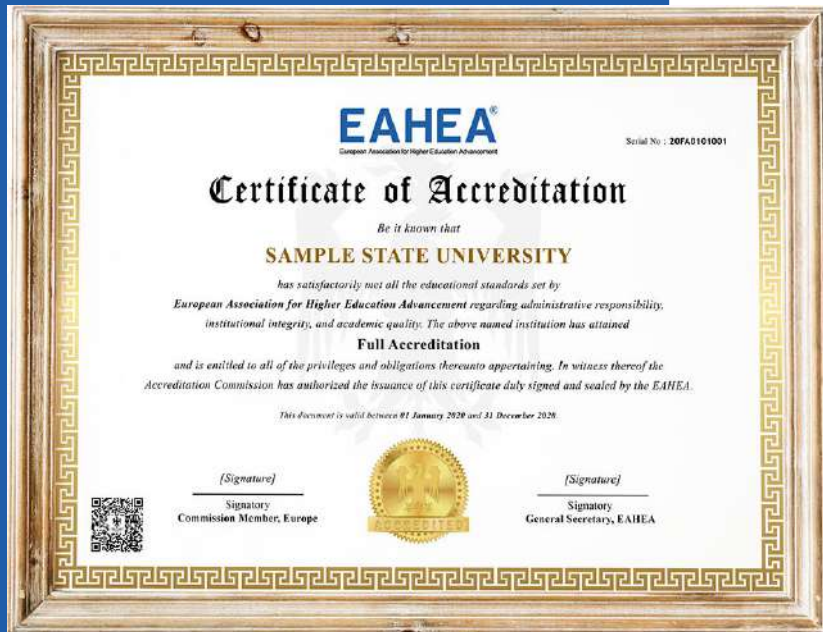 EAHEA®
European Association for Higher Education Advancement
Serial No : 20FA0101001
Certificate of Accreditation
Be it known that
SAMPLE STATE UNIVERSITY
has satisfactorily met all the educational standards set by
European Association for Higher Education Advancement regarding administrative responsibility,
institutional integrity, and academic quality. The above named institution has attained
Full Accreditation
and is entitled to all of the privileges and obligations thereunto appertaining. In witness thereof the
Accreditation Commission has authorized the issuance of this certificate duly signed and sealed by the EAHEA.
This document is valid between 01 January 2020 and 31 December 2020.
[Signature]
Signatory
Commission Member, Europe
ACCREDITED
[Signature]
Signatory
General Secretary, EAHEA